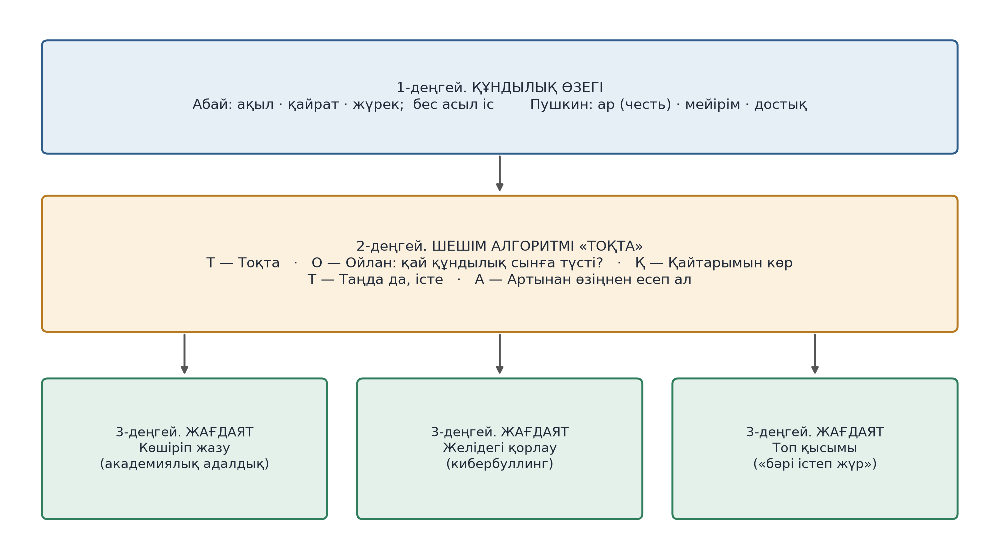 1-деңгей. ҚҰНДЫЛЫҚ ӨЗЕГІ
Абай: ақыл · қайрат · жүрек; бес асыл іс Пушкин: ар (честь) · мейірім · достық
2-деңгей. ШЕШІМ АЛГОРИТМІ «ТОҚТА»
Т — Тоқта · О — Ойлан: қай құндылық сынға түсті? · Қ — Қайтарымын көр
Т — Таңда да, істе · А — Артынан өзіңнен есеп ал
3-деңгей. ЖАҒДАЯТ
Көшіріп жазу
(академиялық адалдық)
3-деңгей. ЖАҒДАЯТ
Желідегі қорлау
(кибербуллинг)
3-деңгей. ЖАҒДАЯТ
Топ қысымы
(«бәрі істеп жүр»)